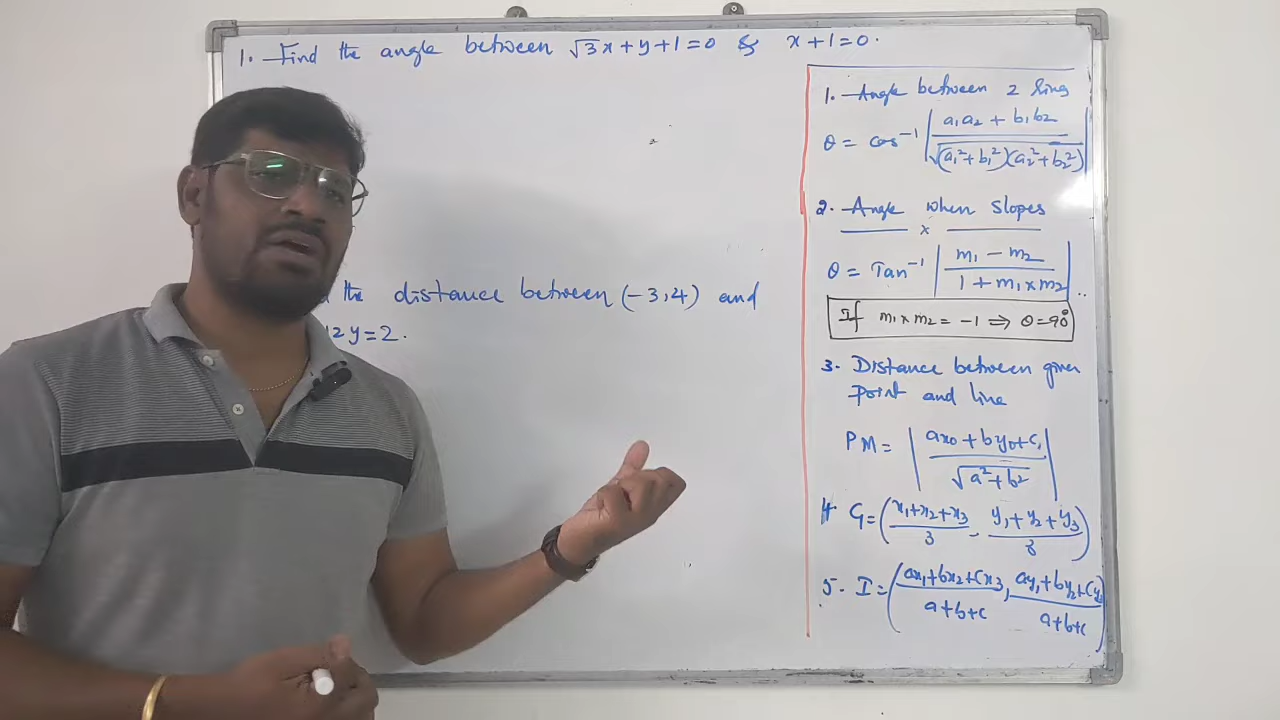 1. Find the angle between √3x+y+1=0 & x+1=0.
the distance between (-3,4) and
12y=2.
1. Angle between 2 lines
θ = cos⁻¹ | a₁a₂ + b₁b₂ / √(a₁²+b₁²)(a₂²+b₂²) |
2. Angle when slopes
x
θ = Tan⁻¹ | m₁ - m₂ / 1 + m₁×m₂ | ..
If m₁×m₂ = -1 ⇒ θ=90°
3. Distance between given
point and line
PM = | ax₀+by₀+c / √a²+b² |
4 G=(x₁+x₂+x₃ / 3, y₁+y₂+y₃ / 3)
5. I=(ax₁+bx₂+cx₃ / a+b+c, ay₁+by₂+cy₃ / a+b+c)